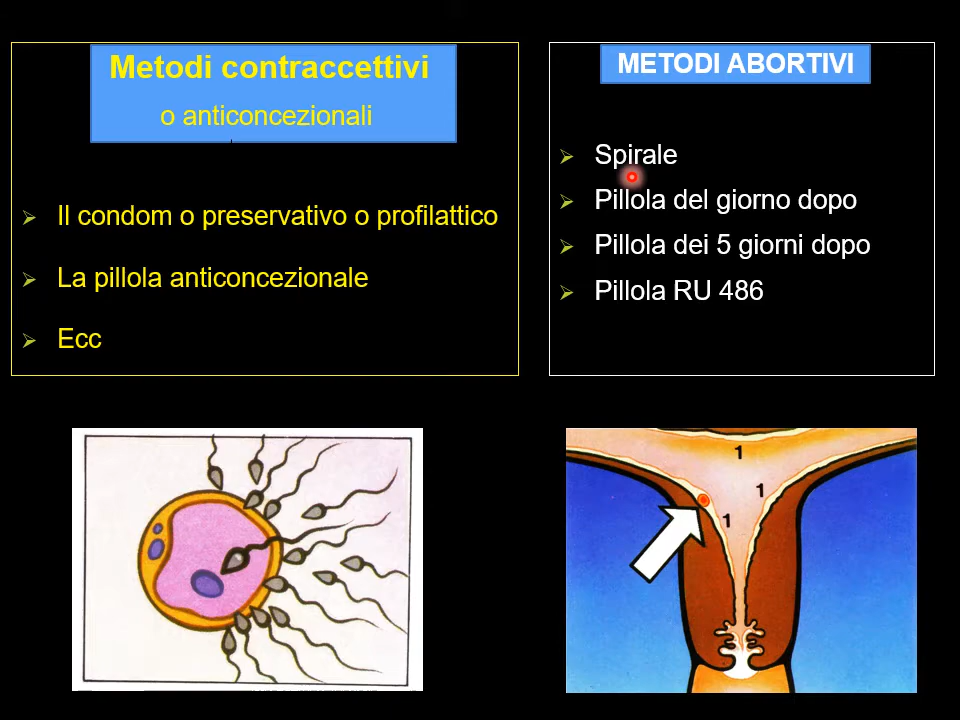 Metodi contraccettivi
o anticoncezionali
Il condom o preservativo o profilattico
La pillola anticoncezionale
Ecc
METODI ABORTIVI
Spirale
Pillola del giorno dopo
Pillola dei 5 giorni dopo
Pillola RU 486
1
1
1